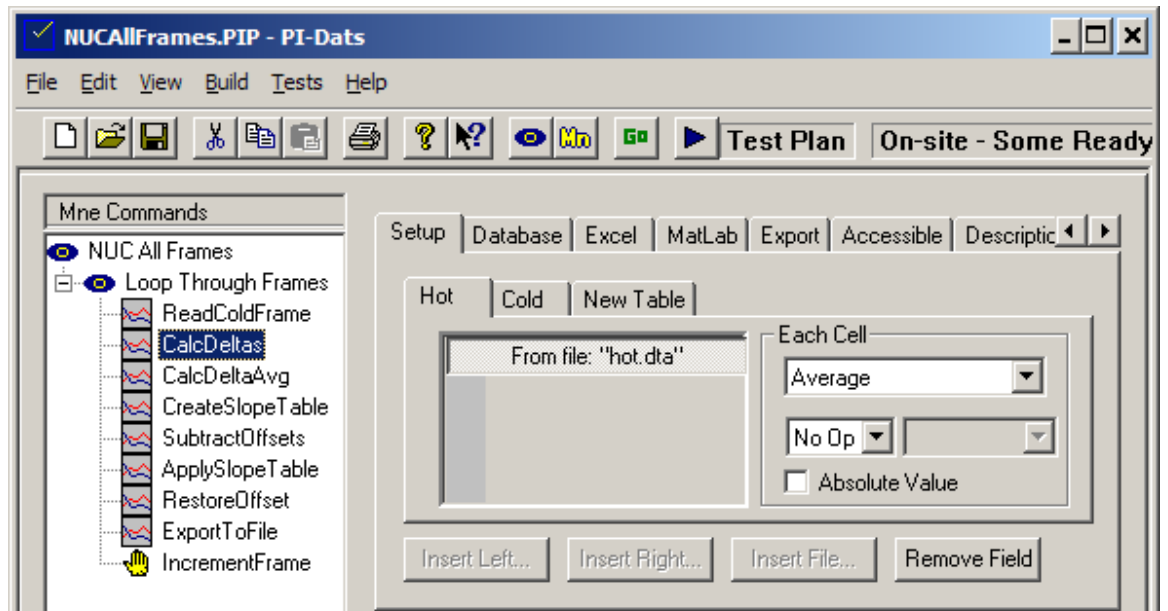 NUCAllFrames.PIP - PI-Dats
File Edit View Build Tests Help
Mn Go Test Plan On-site - Some Ready
Mne Commands
NUC All Frames
Loop Through Frames
ReadColdFrame
CalcDeltas
CalcDeltaAvg
CreateSlopeTable
SubtractOffsets
ApplySlopeTable
RestoreOffset
ExportToFile
IncrementFrame
Setup Database Excel MatLab Export Accessible Descriptic
Hot Cold New Table
From file: "hot.dta"
Each Cell
Average
No Op
Absolute Value
Insert Left... Insert Right... Insert File... Remove Field